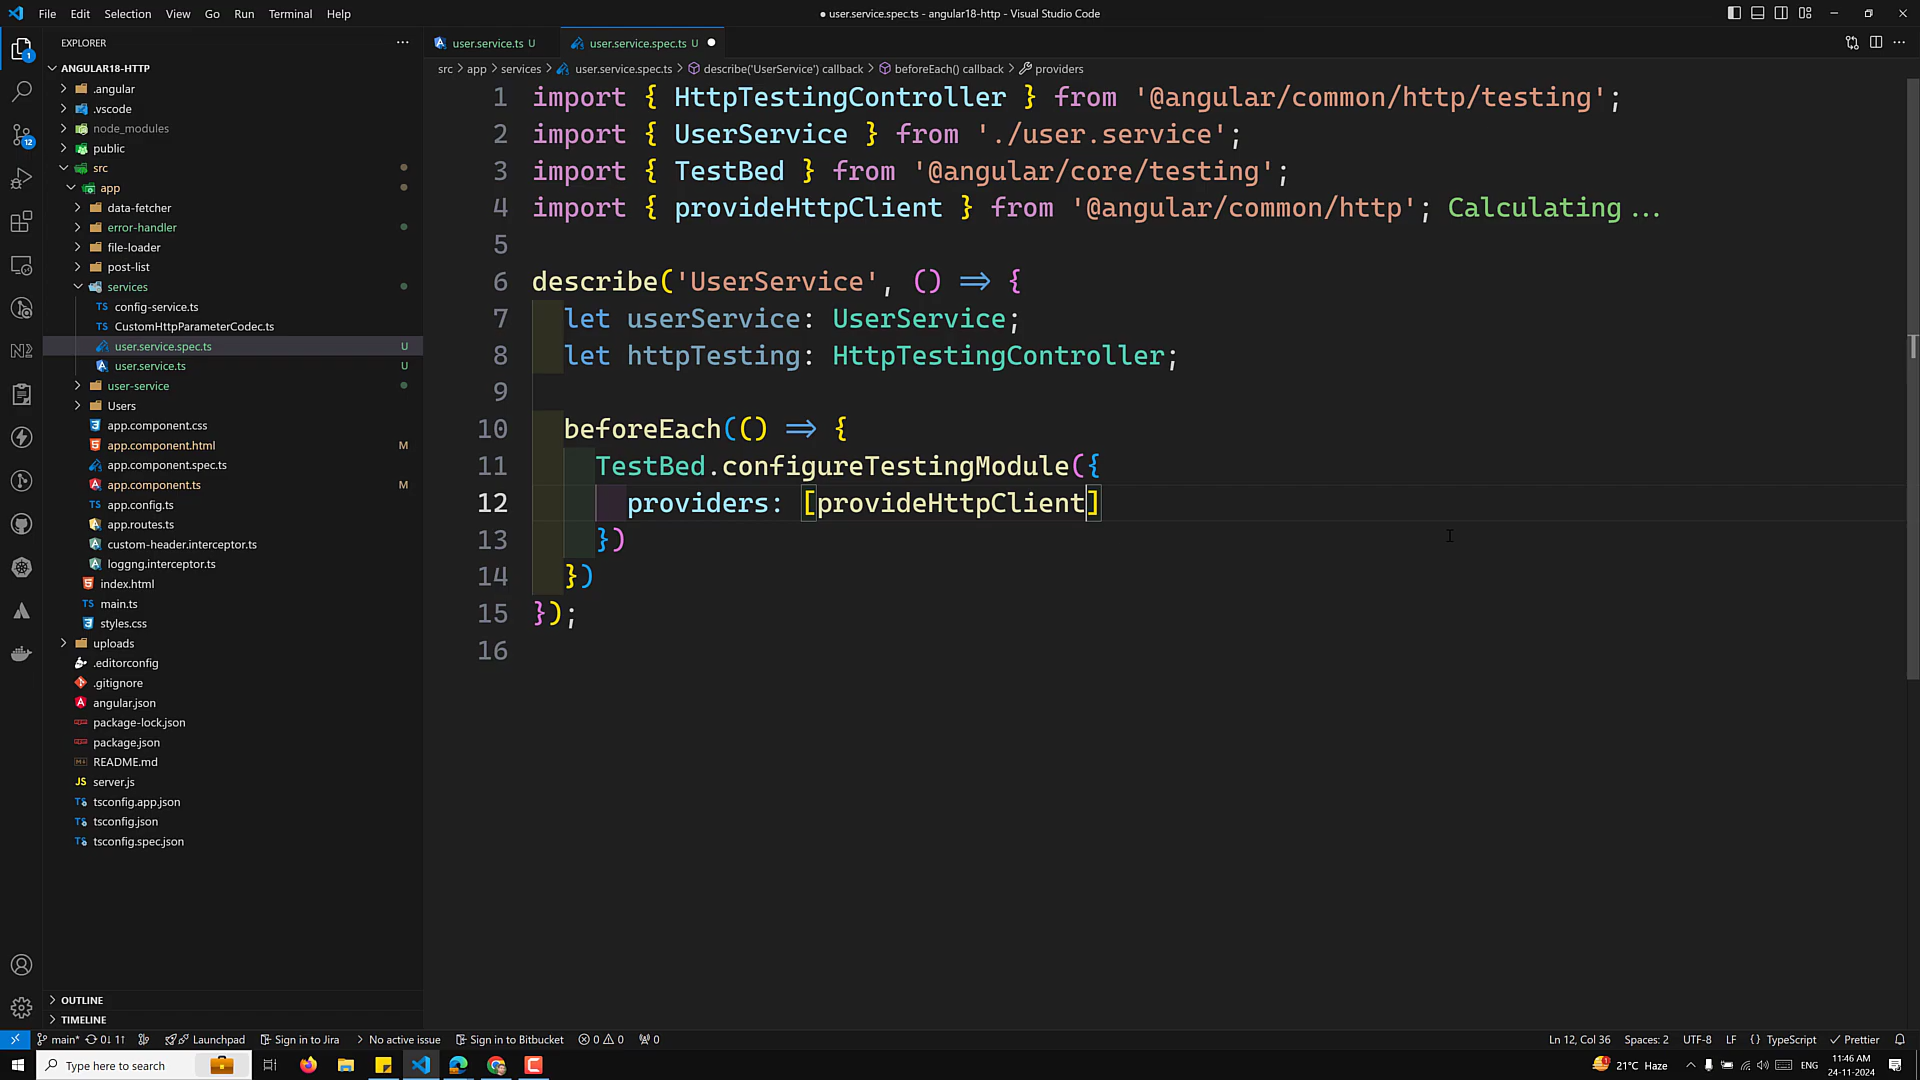 File Edit Selection View Go Run Terminal Help
● user.service.spec.ts - angular18-http - Visual Studio Code
EXPLORER
ANGULAR18-HTTP
.angular
.vscode
node_modules
public
src
app
data-fetcher
error-handler
file-loader
post-list
services
config-service.ts
CustomHttpParameterCodec.ts
user.service.spec.ts U
user.service.ts U
user-service
Users
app.component.css
app.component.html M
app.component.spec.ts
app.component.ts M
app.config.ts
app.routes.ts
custom-header.interceptor.ts
loggng.interceptor.ts
index.html
main.ts
styles.css
uploads
.editorconfig
.gitignore
angular.json
package-lock.json
package.json
README.md
server.js
tsconfig.app.json
tsconfig.json
tsconfig.spec.json
OUTLINE
TIMELINE
user.service.ts U
user.service.spec.ts U ●
src > app > services > user.service.spec.ts > describe('UserService') callback > beforeEach() callback > providers
1 import { HttpTestingController } from '@angular/common/http/testing';
2 import { UserService } from './user.service';
3 import { TestBed } from '@angular/core/testing';
4 import { provideHttpClient } from '@angular/common/http'; Calculating...
5
6 describe('UserService', () => {
7 let userService: UserService;
8 let httpTesting: HttpTestingController;
9
10 beforeEach(() => {
11 TestBed.configureTestingModule({
12 providers: [provideHttpClient]
13 })
14 })
15 });
16
main* 0↓ 1↑ Launchpad Sign in to Jira No active issue Sign in to Bitbucket 0 0 0
Ln 12, Col 36 Spaces: 2 UTF-8 LF {} TypeScript Prettier
Type here to search
21°C Haze ENG 11:46 AM
24-11-2024